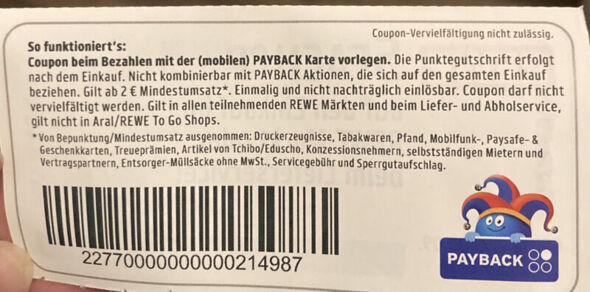 Coupon-Vervielfältigung nicht zulässig.
So funktioniert's:
Coupon beim Bezahlen mit der (mobilen) PAYBACK Karte vorlegen. Die Punktegutschrift erfolgt
nach dem Einkauf. Nicht kombinierbar mit PAYBACK Aktionen, die sich auf den gesamten Einkauf
beziehen. Gilt ab 2 € Mindestumsatz*. Einmalig und nicht nachträglich einlösbar. Coupon darf nicht
vervielfältigt werden. Gilt in allen teilnehmenden REWE Märkten und beim Liefer- und Abholservice,
gilt nicht in Aral/REWE To Go Shops.
*Von Bepunktung/Mindestumsatz ausgenommen: Druckerzeugnisse, Tabakwaren, Pfand, Mobilfunk-, Paysafe- &
Geschenkkarten, Treueprämien, Artikel von Tchibo/Eduscho, Konzessionsnehmern, selbstständigen Mietern und
Vertragspartnern, Entsorger-Müllsäcke ohne MwSt., Servicegebühr und Sperrgutaufschlag.
2277000000000214987
PAYBACK